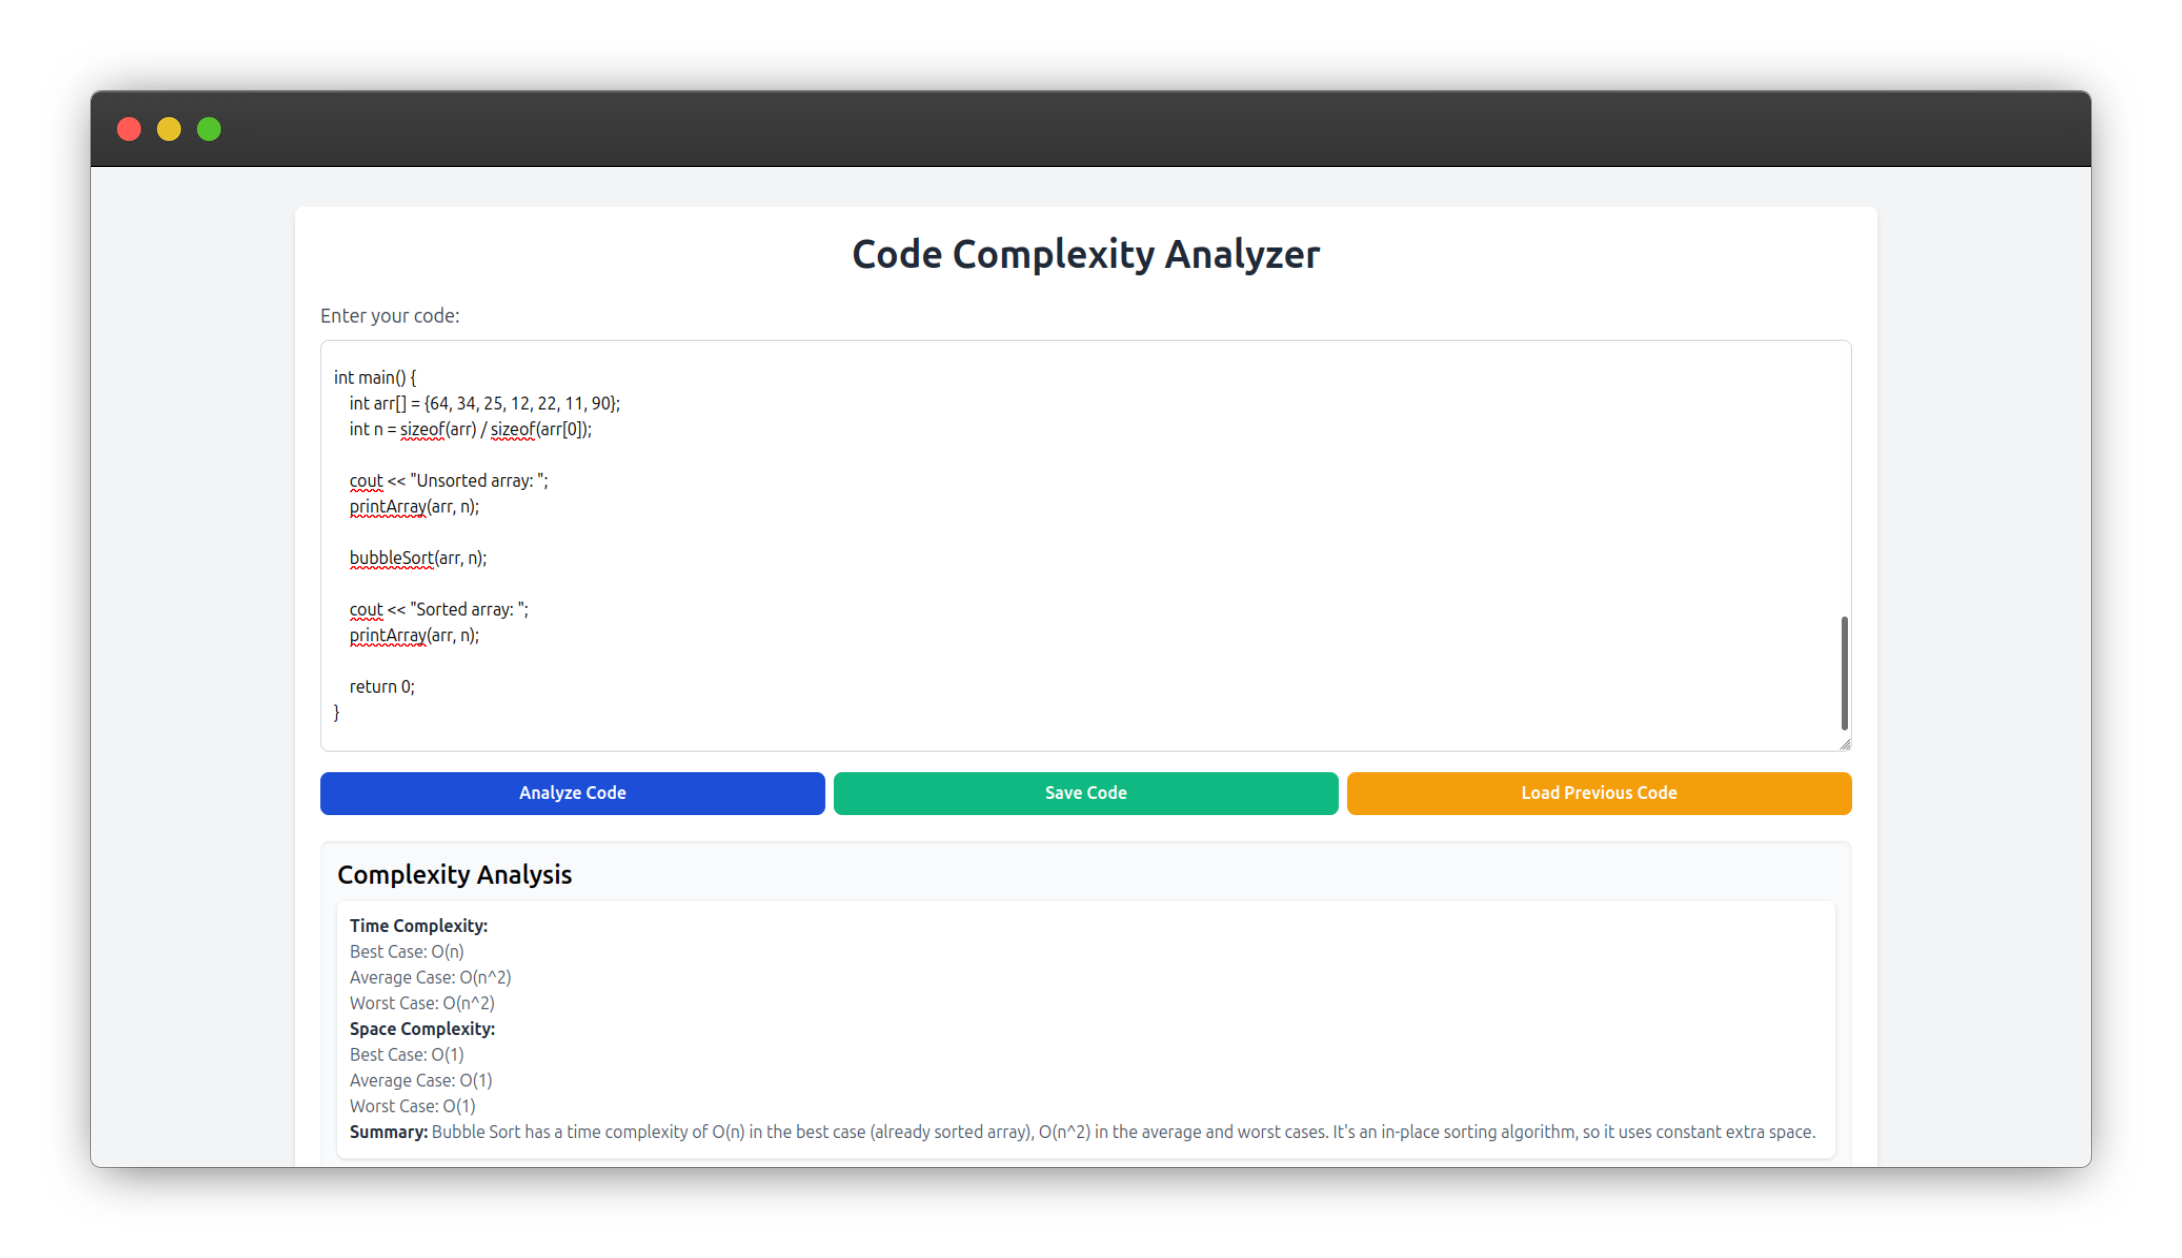 Code Complexity Analyzer
Enter your code:
int main() {
    int arr[] = {64, 34, 25, 12, 22, 11, 90};
    int n = sizeof(arr) / sizeof(arr[0]);
    cout << "Unsorted array: ";
    printArray(arr, n);
    bubbleSort(arr, n);
    cout << "Sorted array: ";
    printArray(arr, n);
    return 0;
}
Analyze Code
Save Code
Load Previous Code
Complexity Analysis
Time Complexity:
Best Case: O(n)
Average Case: O(n^2)
Worst Case: O(n^2)
Space Complexity:
Best Case: O(1)
Average Case: O(1)
Worst Case: O(1)
Summary: Bubble Sort has a time complexity of O(n) in the best case (already sorted array), O(n^2) in the average and worst cases. It's an in-place sorting algorithm, so it uses constant extra space.